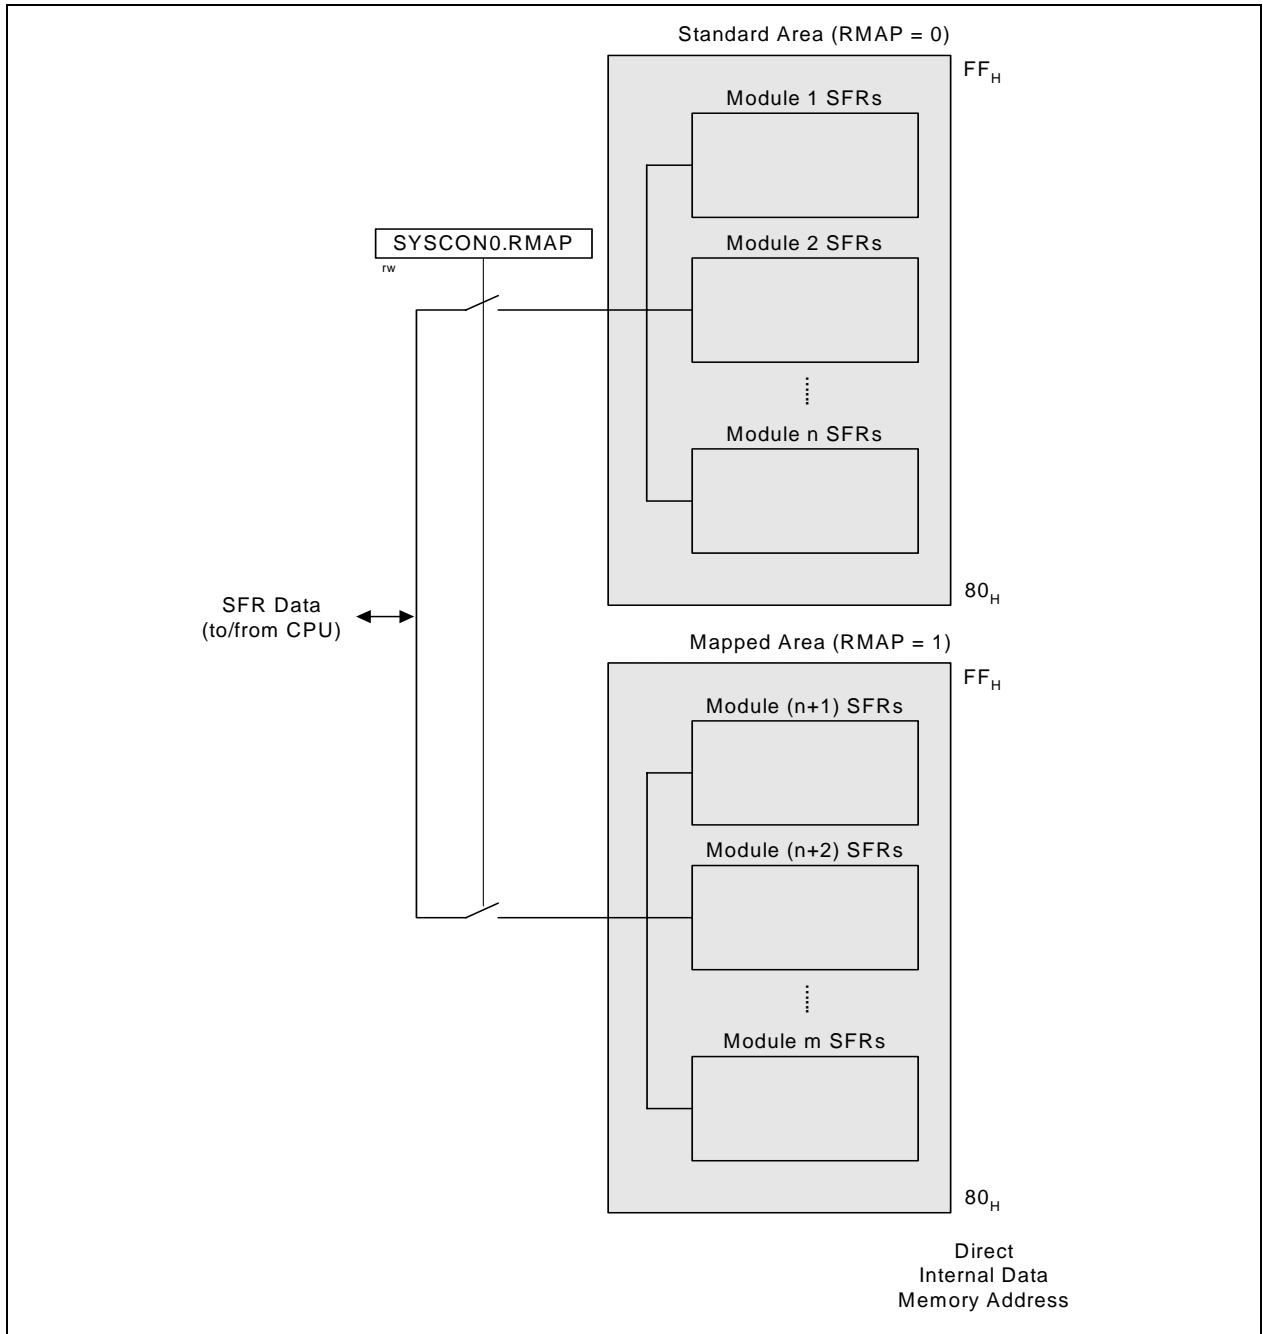 Standard Area (RMAP = 0)
FFH
Module 1 SFRs
SYSCON0.RMAP
rw
Module 2 SFRs
Module n SFRs
80H
SFR Data
(to/from CPU)
Mapped Area (RMAP = 1)
FFH
Module (n+1) SFRs
Module (n+2) SFRs
Module m SFRs
80H
Direct
Internal Data
Memory Address